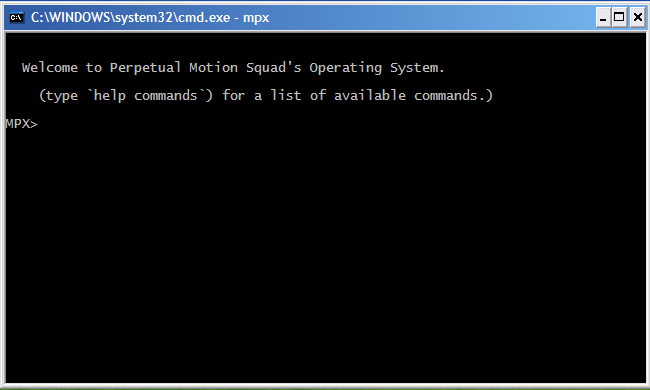 C:\WINDOWS\system32\cmd.exe - mpx
Welcome to Perpetual Motion Squad's Operating System.
(type `help commands`) for a list of available commands.)
MPX>